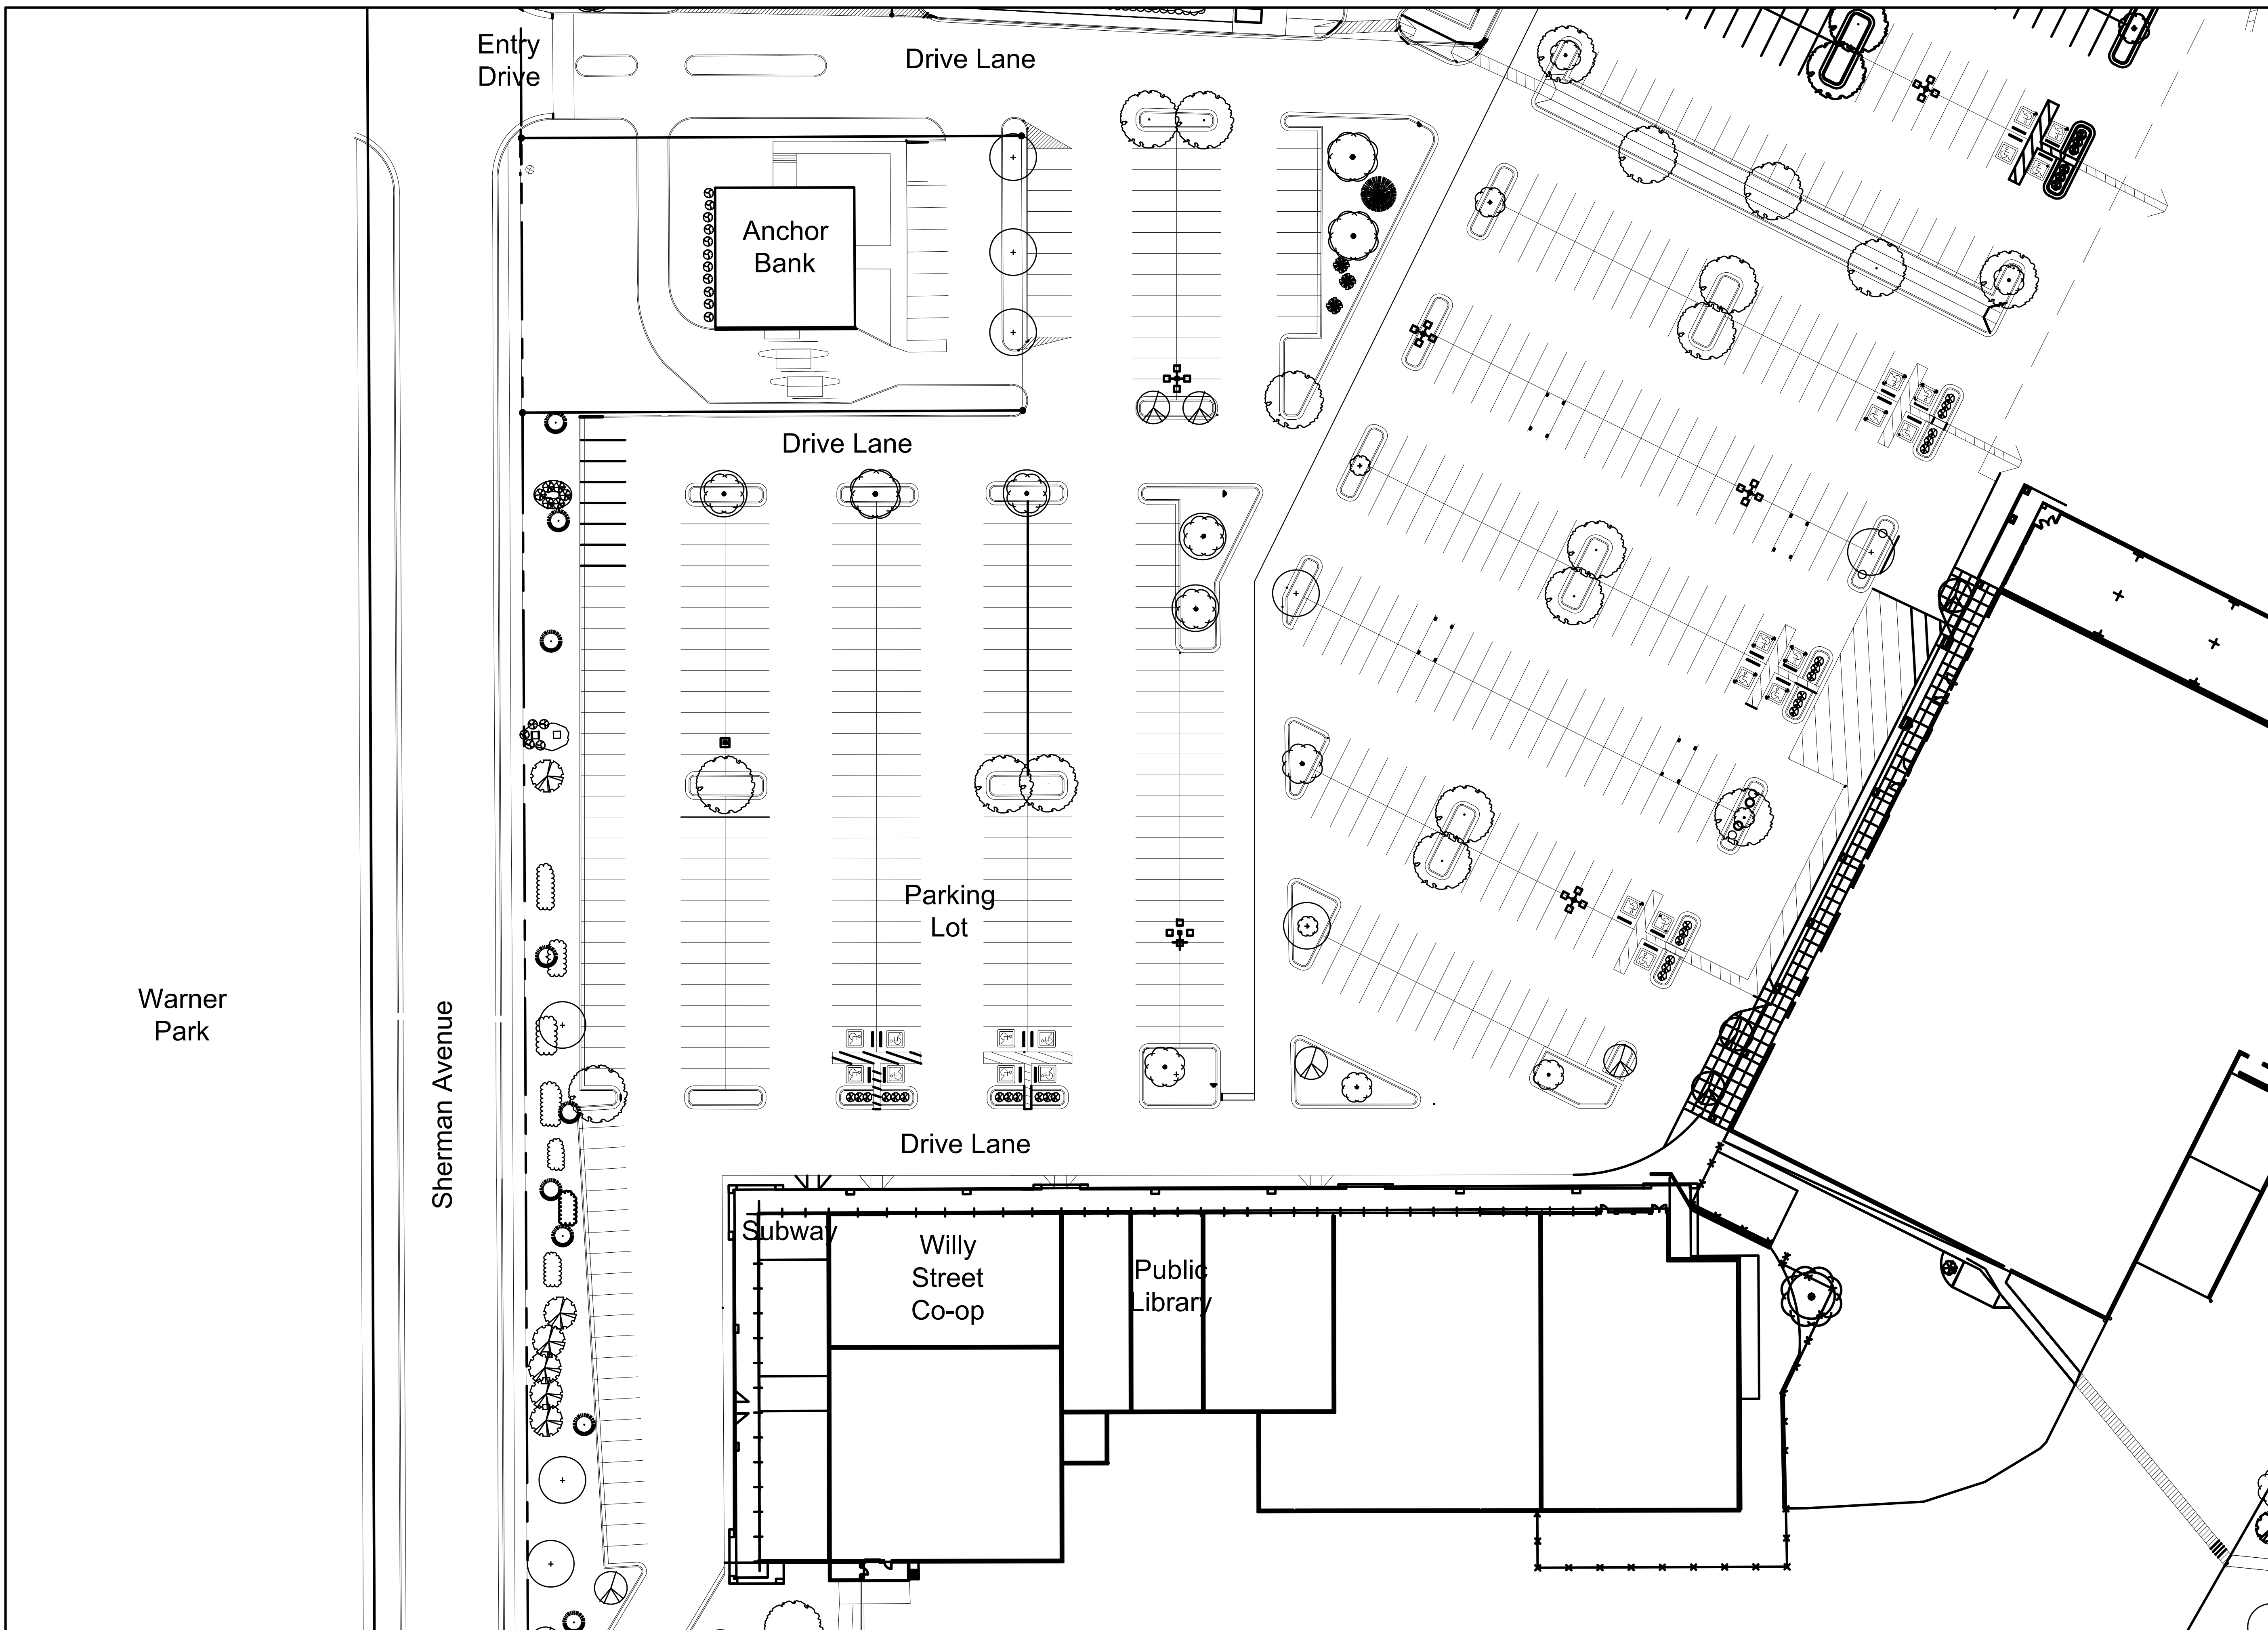 Entry
Drive
Drive Lane
Anchor
Bank
Drive Lane
Parking
Lot
Warner
Park
Sherman Avenue
Drive Lane
Subway
Willy
Street
Co-op
Public
Library